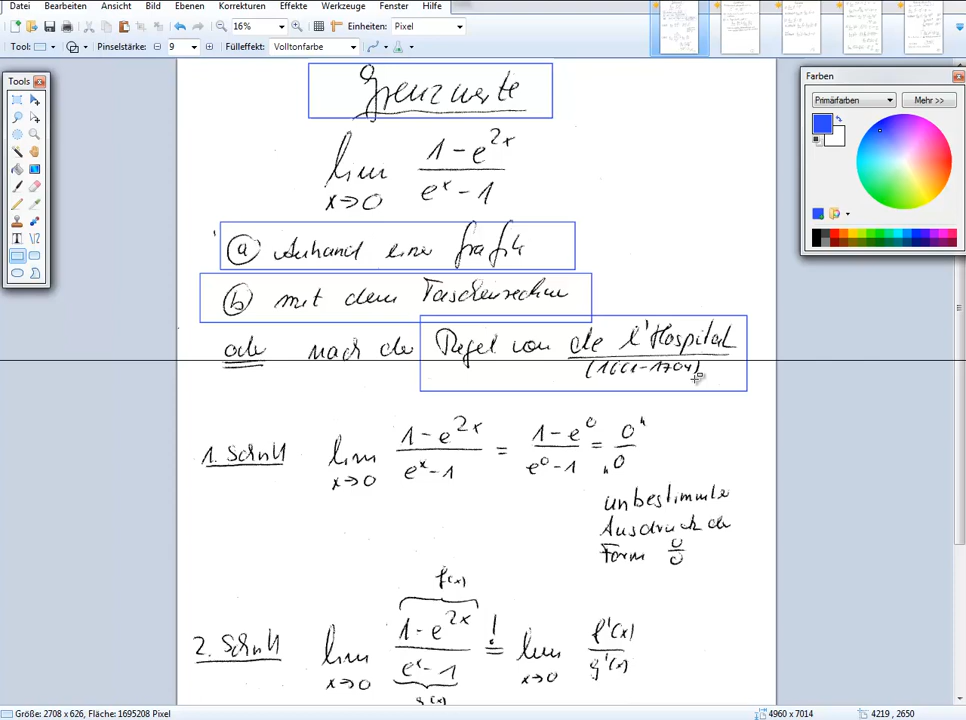 Datei Bearbeiten Ansicht Bild Ebenen Korrekturen Effekte Werkzeuge Fenster Hilfe
16% Einheiten: Pixel
Tool: Pinselstärke: 9 Fülleffekt: Volltonfarbe
Tools
Farben
Primärfarben Mehr >>
Grenzwerte
lim x→0 (1-e^2x)/(e^x-1)
(a) Anhand einer Grafik
(b) mit dem Taschenrechner
oder nach der Regel von de l'Hospital
(1661-1704)
1. Schritt lim x→0 (1-e^2x)/(e^x-1) = (1-e^0)/(e^0-1) = „0/0"
unbestimmter
Ausdruck der
Form 0/0
f(x)
2. Schritt lim x→0 (1-e^2x)/(e^x-1) =! lim x→0 f'(x)/g'(x)
g(x)
Größe: 2708 x 626, Fläche: 1695208 Pixel 4960 x 7014 4219 , 2650